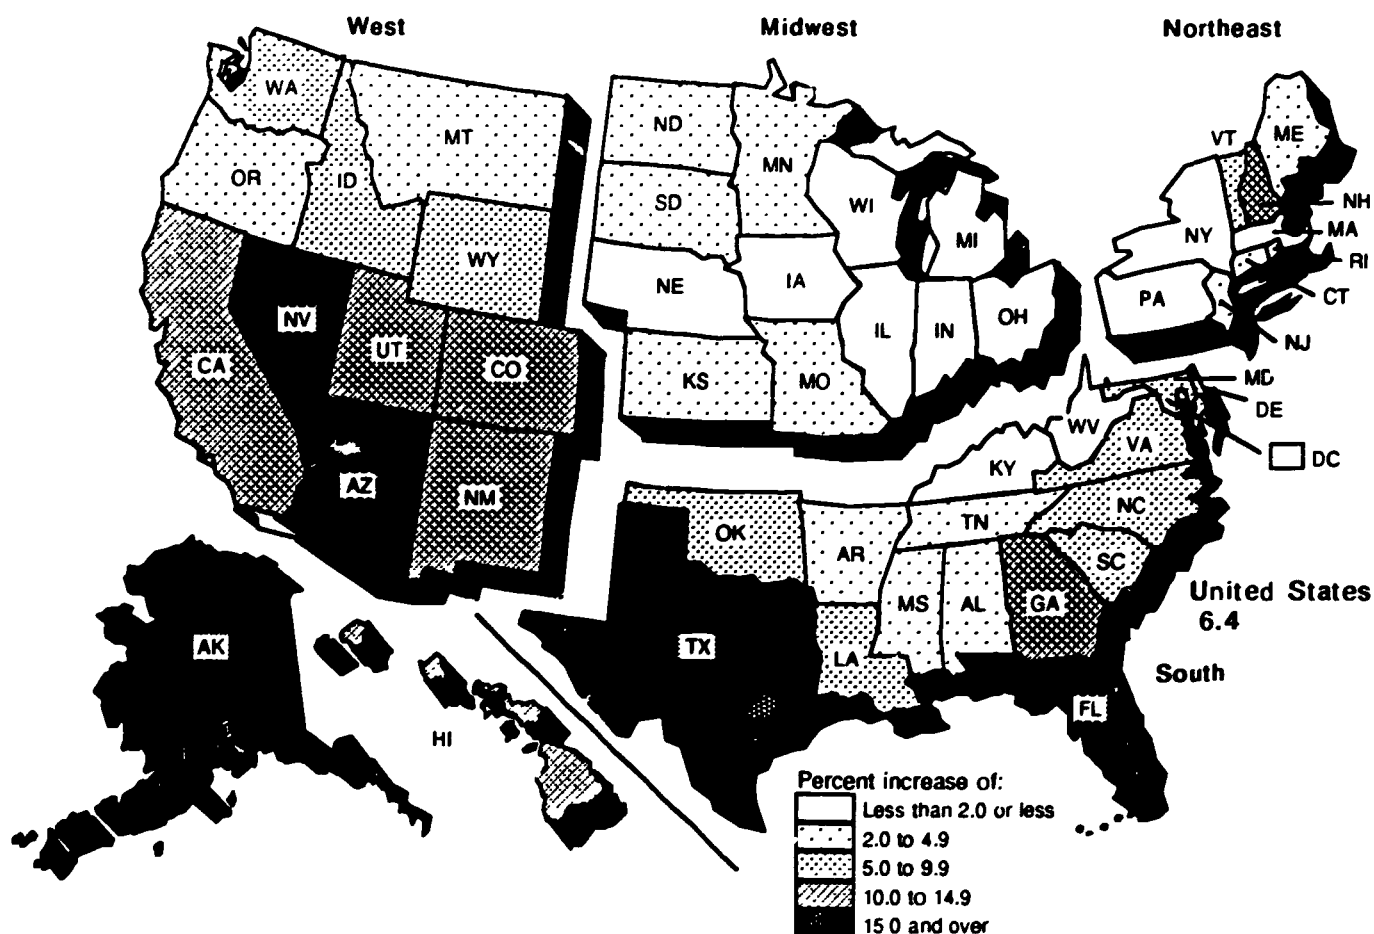 West
Midwest
Northeast
WA
MT
OR
ID
WY
NV
UT
CO
CA
AZ
NM
AK
HI
ND
MN
SD
WI
MI
NE
IA
IL
IN
OH
KS
MO
VT
ME
NH
MA
NY
RI
CT
PA
NJ
MD
DE
DC
WV
VA
KY
NC
TN
SC
OK
AR
MS
AL
GA
TX
LA
FL
United States
6.4
South
Percent increase of:
Less than 2.0 or less
2.0 to 4.9
5.0 to 9.9
10.0 to 14.9
15 0 and over